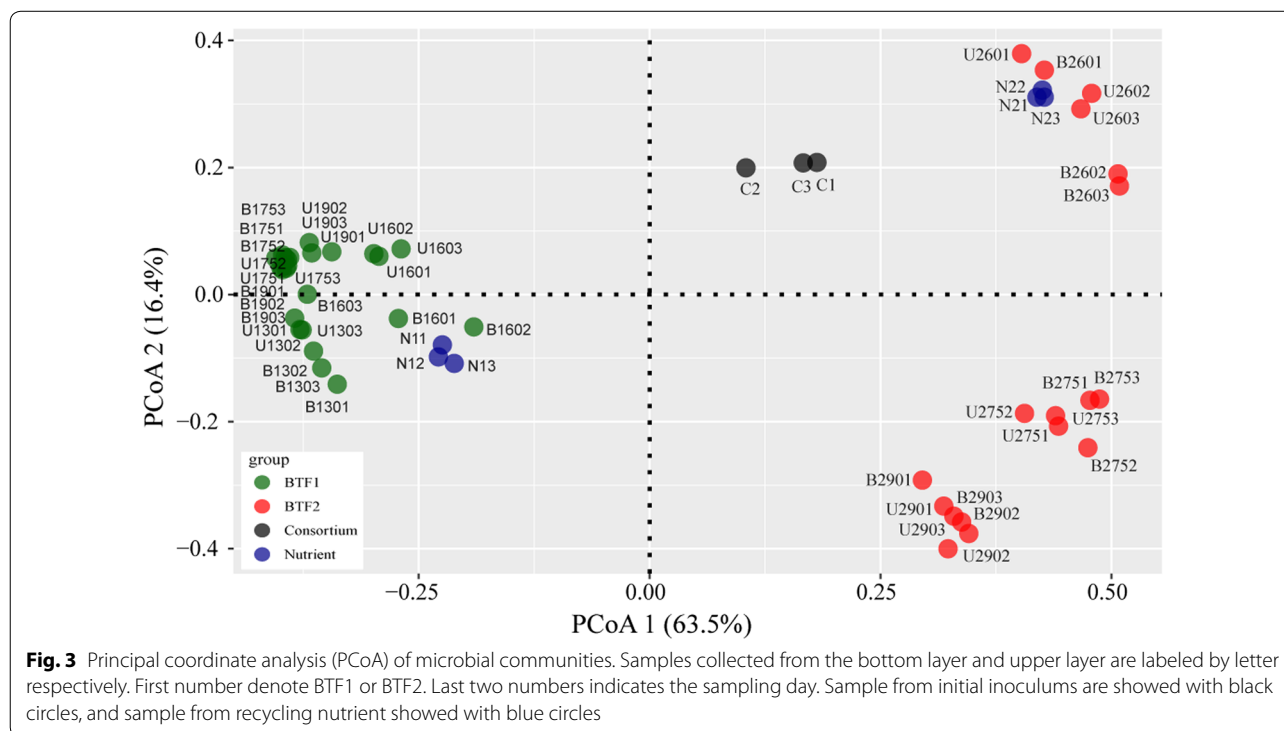 0.4
0.2
0.0
−0.2
−0.4
PCoA 2 (16.4%)
U2601
B2601
N22
N21
N23
U2602
U2603
B2602
B2603
C2
C3
C1
B1753
U1902
B1751
U1903
U1602
B1752
U1901
U1603
U1752
U1601
U1751
U1753
B1901
B1902
B1603
B1903
B1601
U1301
U1303
B1602
N11
U1302
N12
N13
B1302
B1303
B1301
B2751
B2753
U2752
U2753
U2751
B2752
B2901
B2903
U2901
B2902
U2903
U2902
group
BTF1
BTF2
Consortium
Nutrient
−0.25
0.00
0.25
0.50
PCoA 1 (63.5%)
Fig. 3 Principal coordinate analysis (PCoA) of microbial communities. Samples collected from the bottom layer and upper layer are labeled by letter
respectively. First number denote BTF1 or BTF2. Last two numbers indicates the sampling day. Sample from initial inoculums are showed with black
circles, and sample from recycling nutrient showed with blue circles